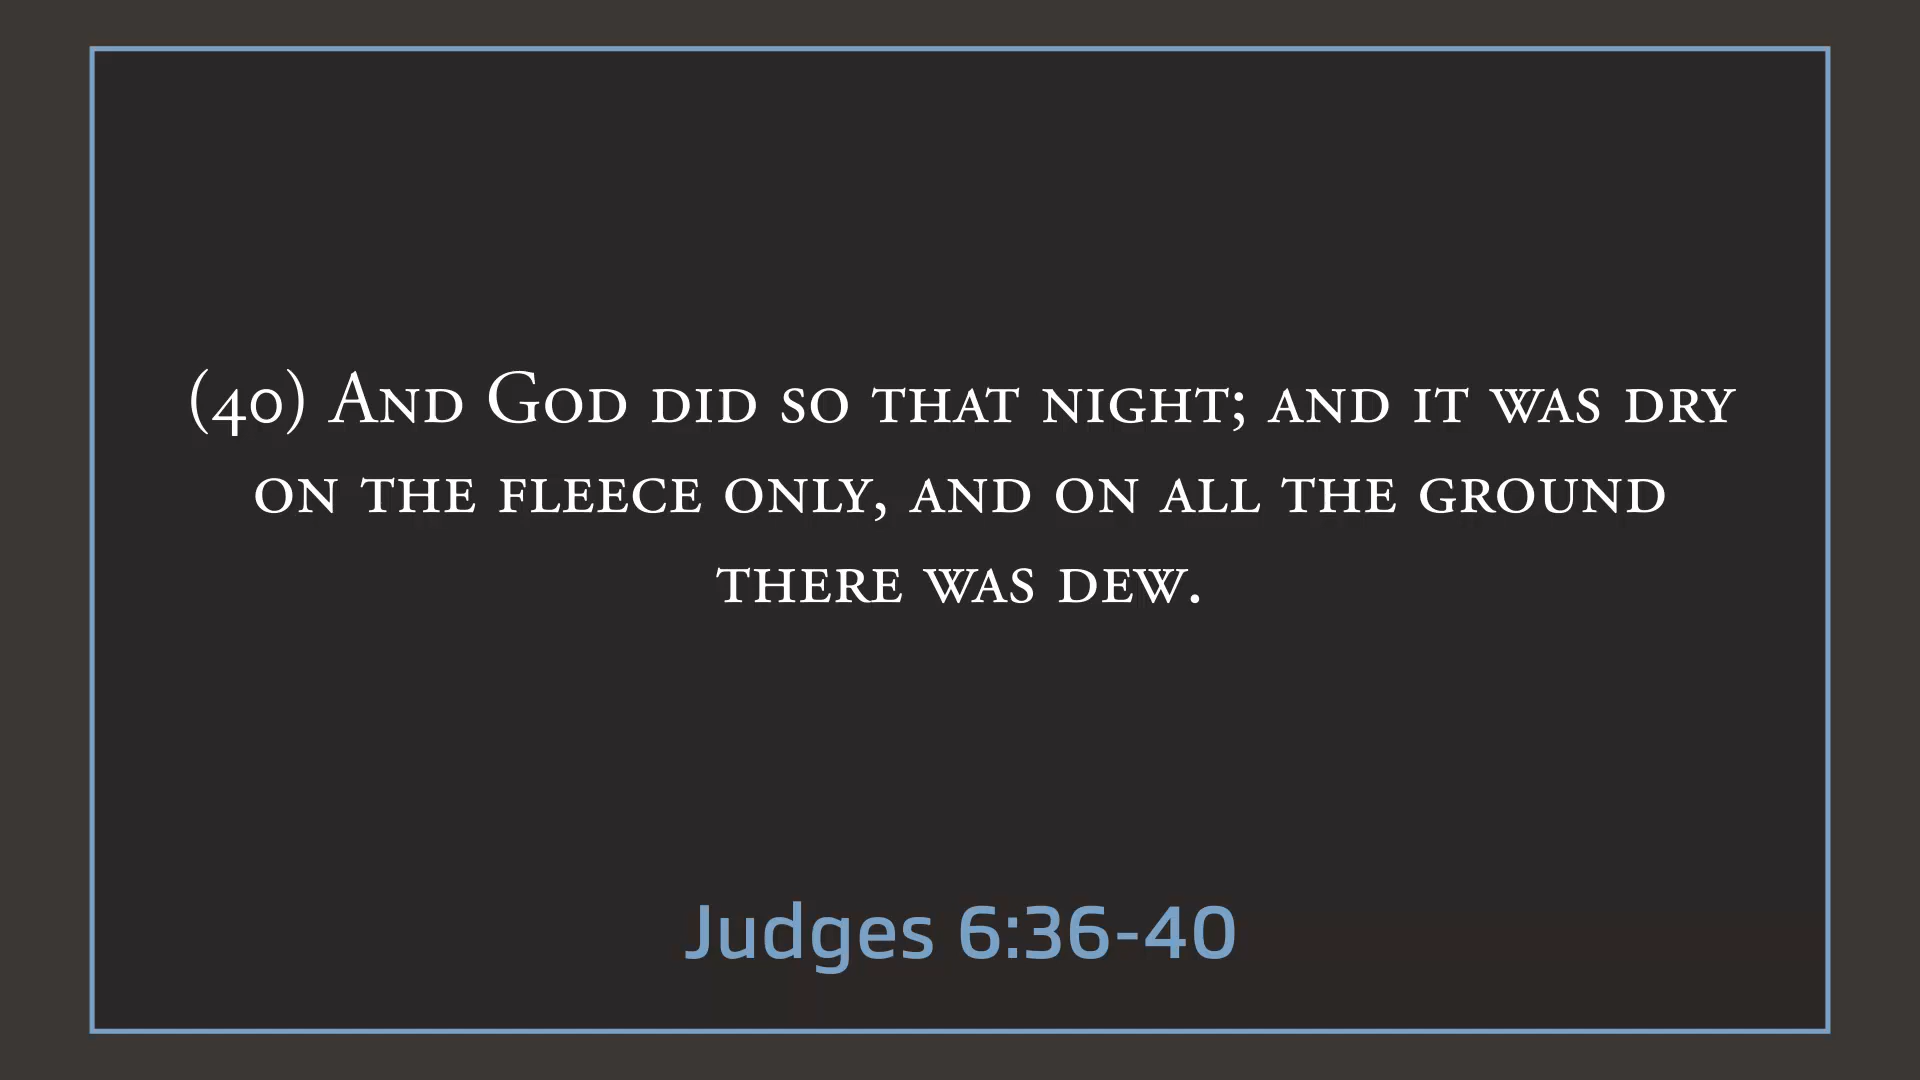 (40) And God did so that night; and it was dry
on the fleece only, and on all the ground
there was dew.
Judges 6:36-40